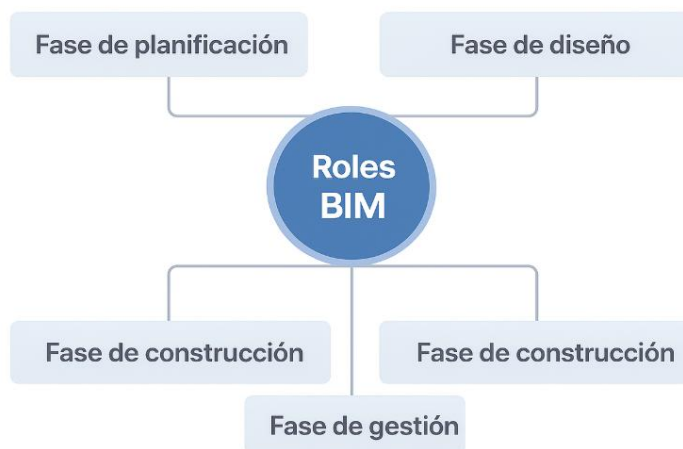 Fase de planificación
Fase de diseño
Roles
BIM
Fase de construcción
Fase de construcción
Fase de gestión